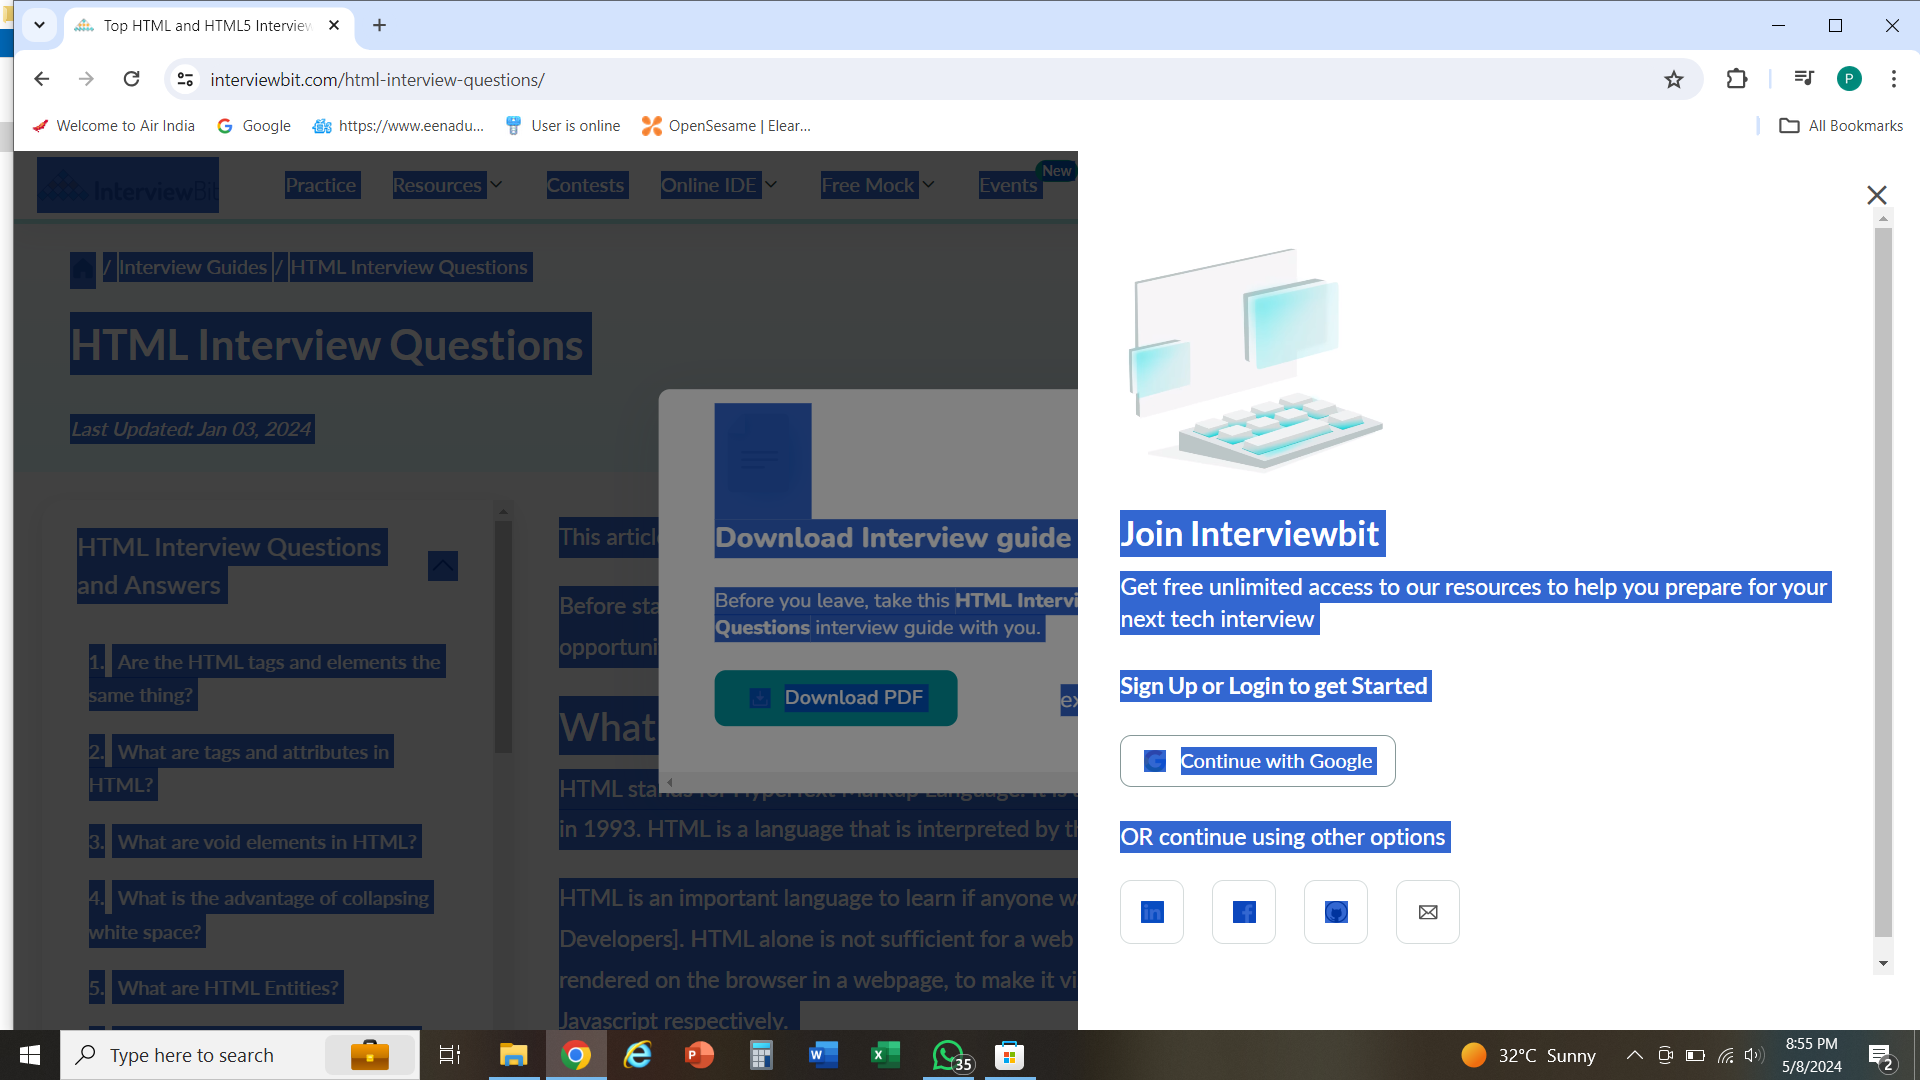 Top HTML and HTML5 Interview
interviewbit.com/html-interview-questions/
P
Welcome to Air India
Google
https://www.eenadu...
User is online
OpenSesame | Elear...
All Bookmarks
InterviewBit
Practice
Resources
Contests
Online IDE
Free Mock
Events
New
/ Interview Guides / HTML Interview Questions
HTML Interview Questions
Last Updated: Jan 03, 2024
HTML Interview Questions
and Answers
1. Are the HTML tags and elements the
same thing?
2. What are tags and attributes in
HTML?
3. What are void elements in HTML?
4. What is the advantage of collapsing
white space?
5. What are HTML Entities?
This articl
Before sta
opportuni
What
HTML stands for HyperText Markup Language. It is
in 1993. HTML is a language that is interpreted by th
HTML is an important language to learn if anyone w
Developers]. HTML alone is not sufficient for a web
rendered on the browser in a webpage, to make it vi
Javascript respectively.
Download Interview guide
Before you leave, take this HTML Intervi
Questions interview guide with you.
Download PDF
ex
Join Interviewbit
Get free unlimited access to our resources to help you prepare for your
next tech interview
Sign Up or Login to get Started
Continue with Google
OR continue using other options
Type here to search
35
32°C Sunny
8:55 PM
5/8/2024
2